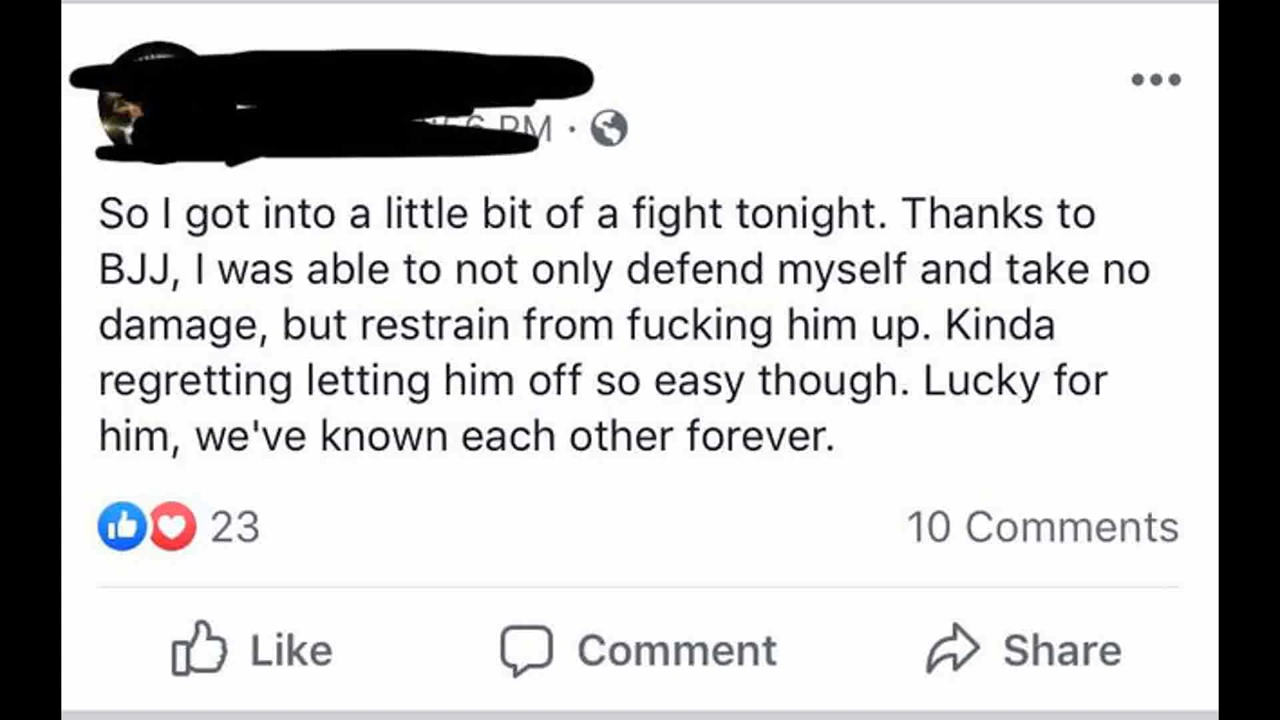 PM ·
So I got into a little bit of a fight tonight. Thanks to
BJJ, I was able to not only defend myself and take no
damage, but restrain from fucking him up. Kinda
regretting letting him off so easy though. Lucky for
him, we've known each other forever.
23 10 Comments
Like Comment Share